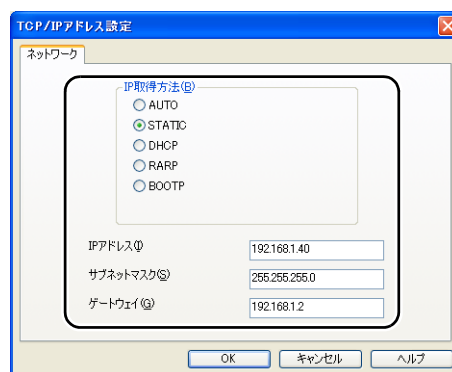 TCP/IPアドレス設定
ネットワーク
IP取得方法(B)
AUTO
STATIC
DHCP
RARP
BOOTP
IPアドレス(I) 192.168.1.40
サブネットマスク(S) 255.255.255.0
ゲートウェイ(G) 192.168.1.2
OK キャンセル ヘルプ